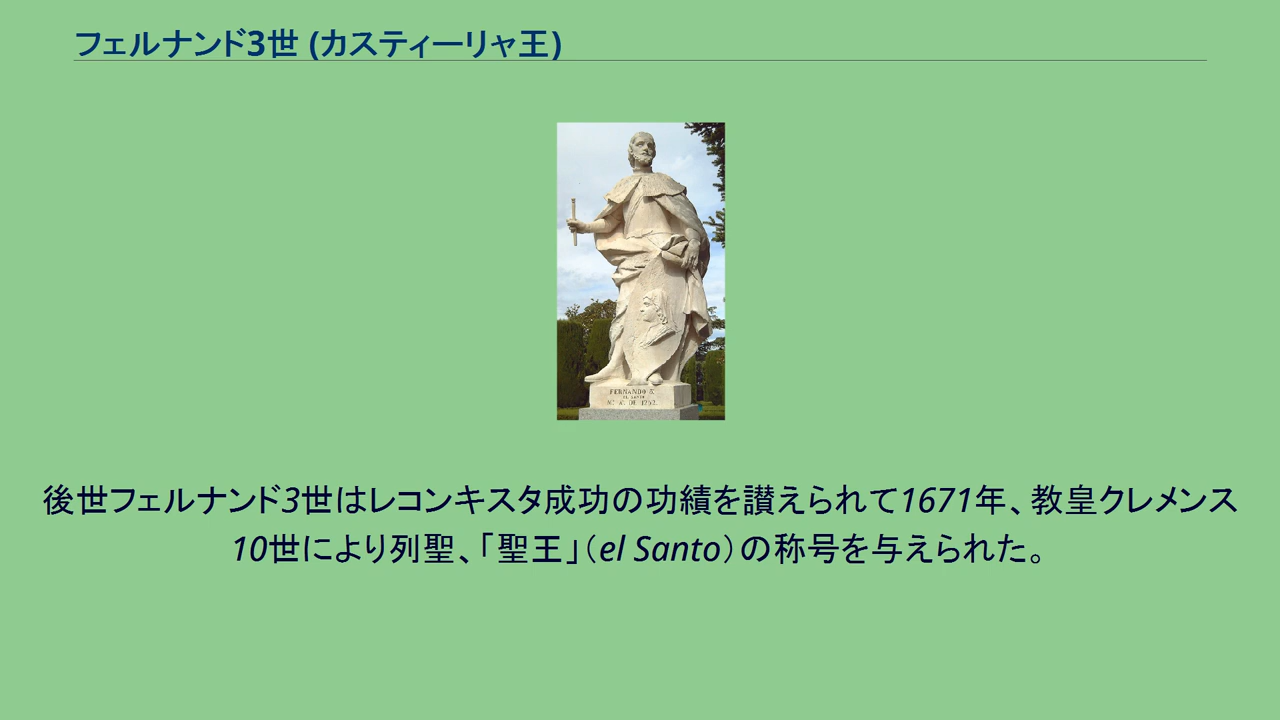 フェルナンド3世 (カスティーリャ王)
FERNANDO S.
EL SANTO
後世フェルナンド3世はレコンキスタ成功の功績を讃えられて1671年、教皇クレメンス
10世により列聖、「聖王」（el Santo）の称号を与えられた。